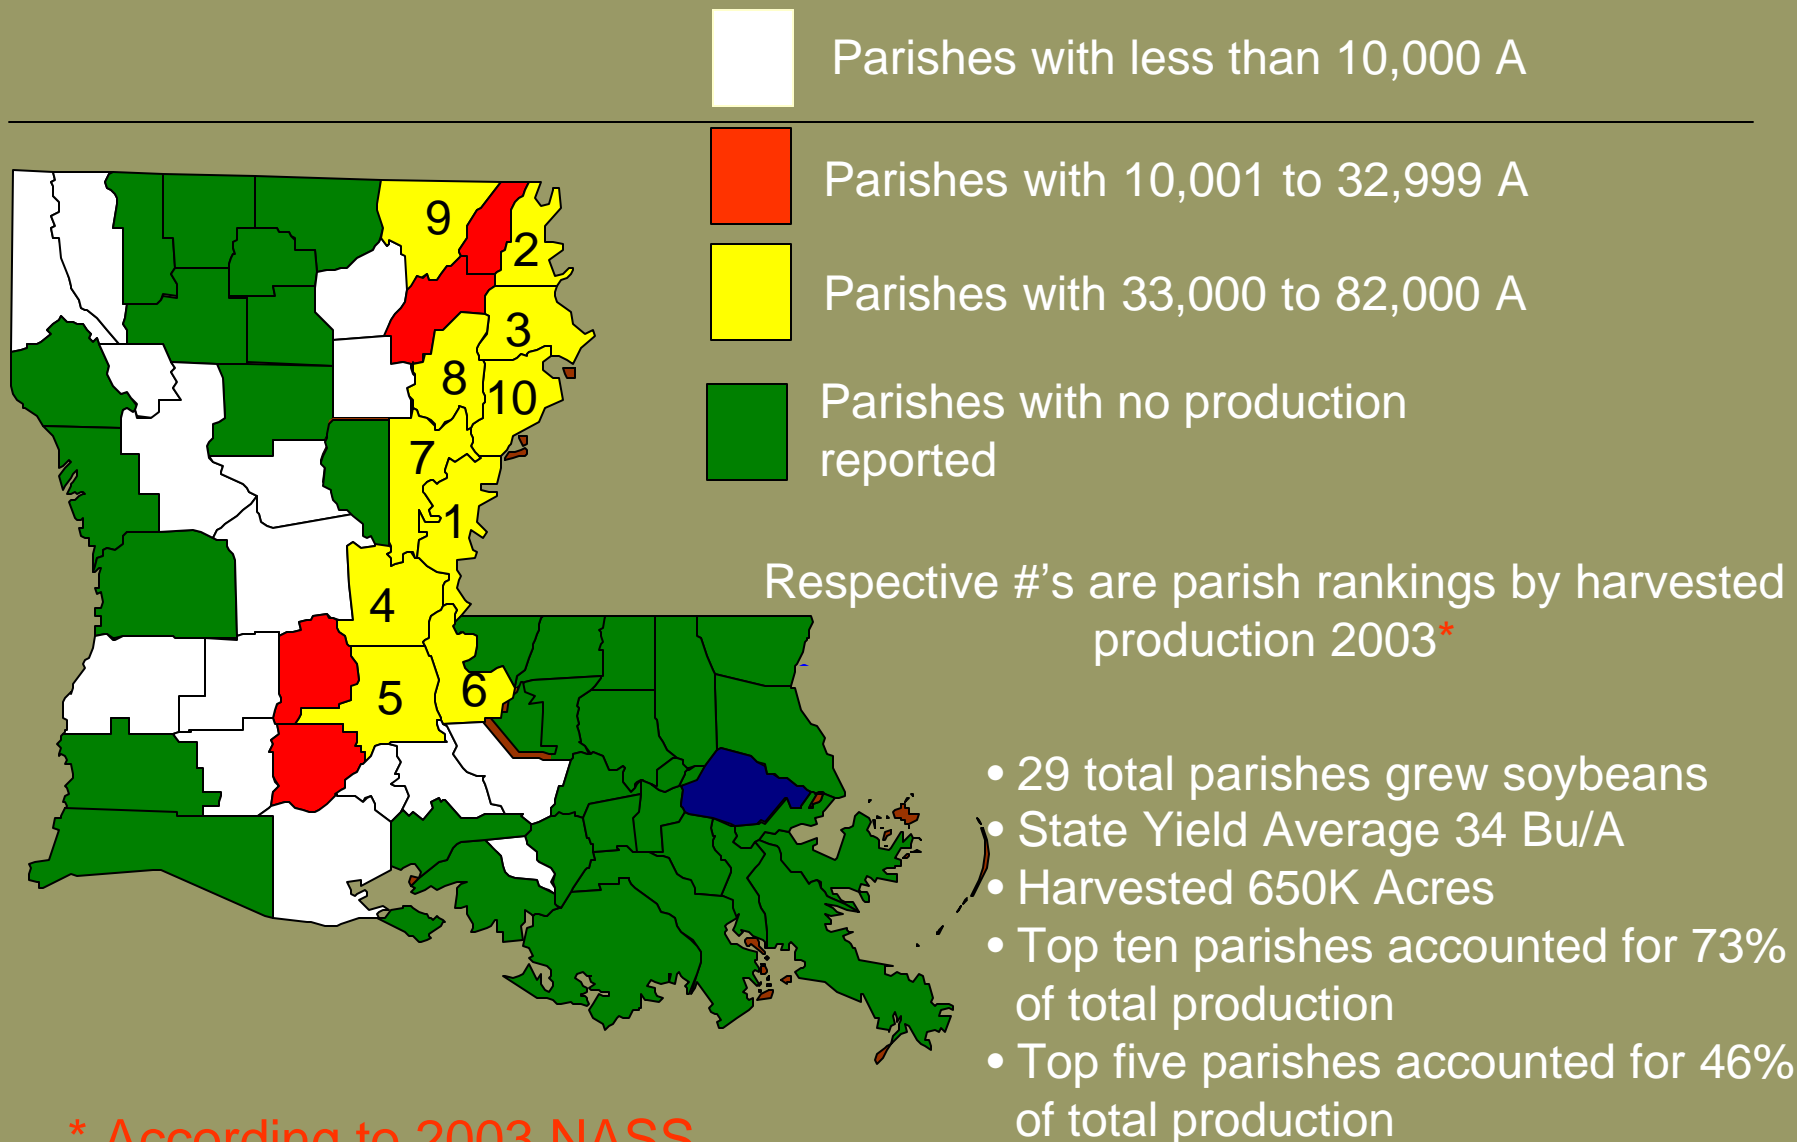 Parishes with less than 10,000 A
Parishes with 10,001 to 32,999 A
Parishes with 33,000 to 82,000 A
Parishes with no production
reported
9
2
3
8
10
7
1
4
5
6
Respective #'s are parish rankings by harvested
production 2003*
• 29 total parishes grew soybeans
• State Yield Average 34 Bu/A
• Harvested 650K Acres
• Top ten parishes accounted for 73%
of total production
• Top five parishes accounted for 46%
of total production
* According to 2003 NASS